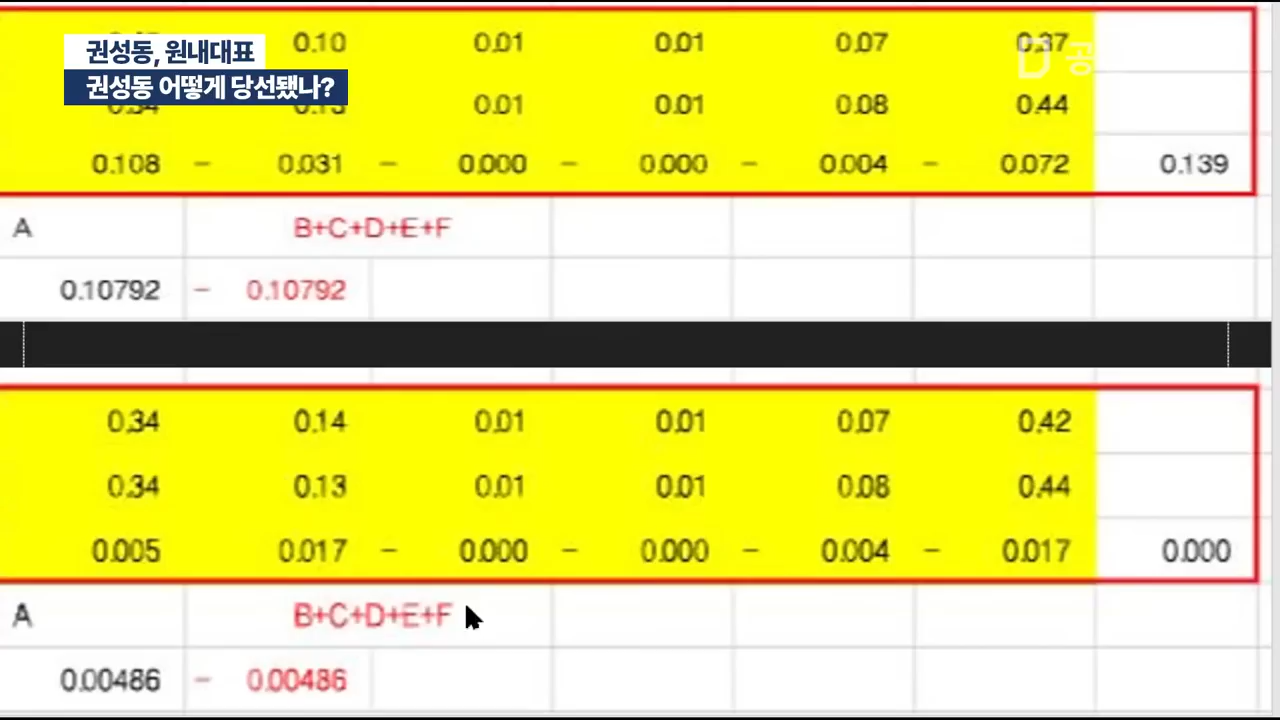 권성동, 원내대표
권성동 어떻게 당선됐나?
0.10 0.01 0.01 0.07 0.37
공
0.34 0.13 0.01 0.01 0.08 0.44
0.108 - 0.031 - 0.000 - 0.000 - 0.004 - 0.072 0.139
A B+C+D+E+F
0.10792 - 0.10792
0.34 0.14 0.01 0.01 0.07 0.42
0.34 0.13 0.01 0.01 0.08 0.44
0.005 0.017 - 0.000 - 0.000 - 0.004 - 0.017 0.000
A B+C+D+E+F
0.00486 - 0.00486